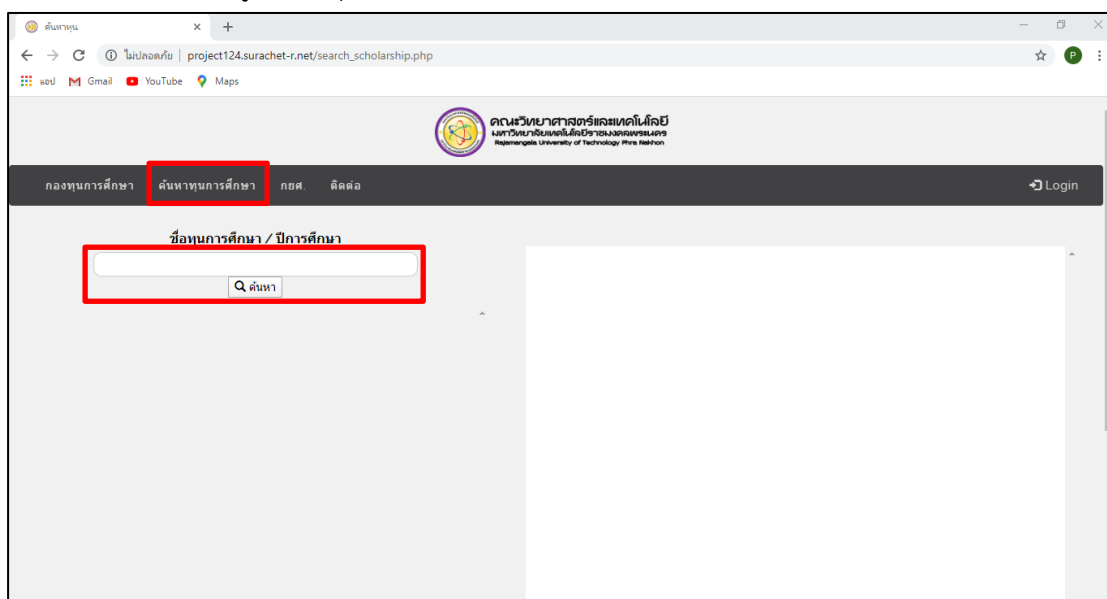 ค้นหาทุน
ไม่ปลอดภัย | project124.surachet-r.net/search_scholarship.php
P
แอป Gmail YouTube Maps
คณะวิทยาศาสตร์และเทคโนโลยี
มหาวิทยาลัยเทคโนโลยีราชมงคลพระนคร
Rajamangala University of Technology Phra Nakhon
กองทุนการศึกษา ค้นหาทุนการศึกษา กยศ. ติดต่อ Login
ชื่อทุนการศึกษา / ปีการศึกษา
ค้นหา